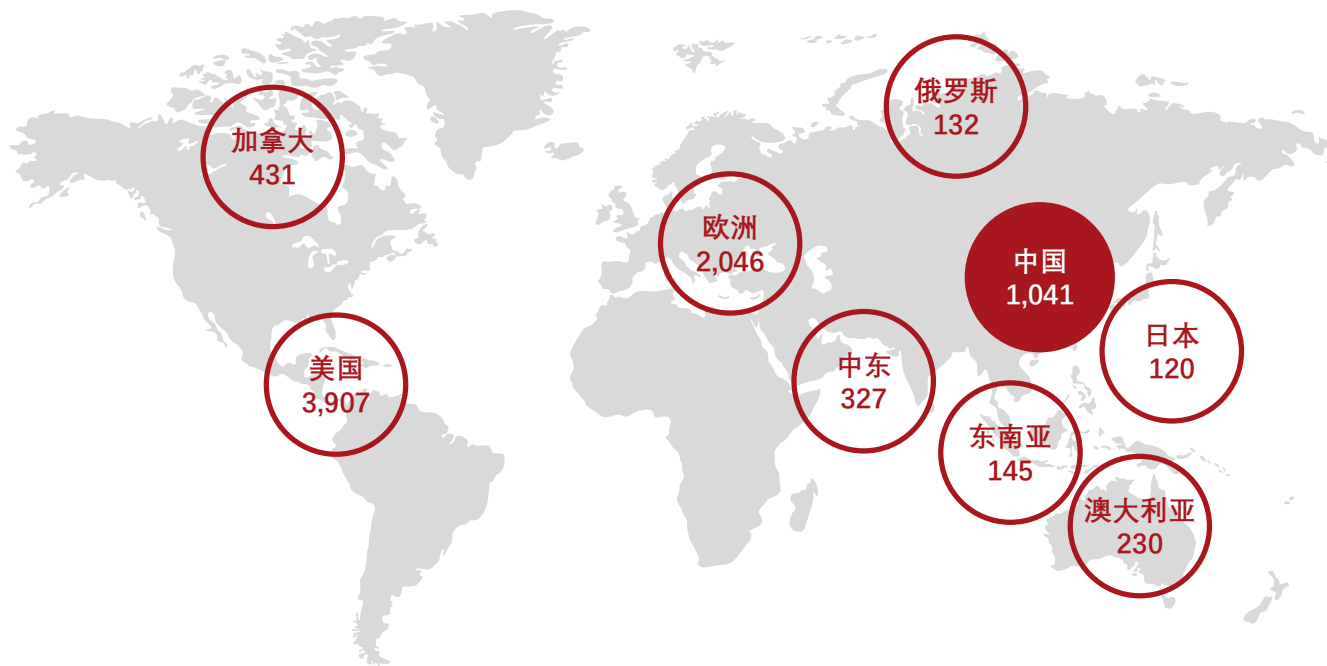 俄罗斯
132
加拿大
431
欧洲
2,046
中国
1,041
日本
120
美国
3,907
中东
327
东南亚
145
澳大利亚
230